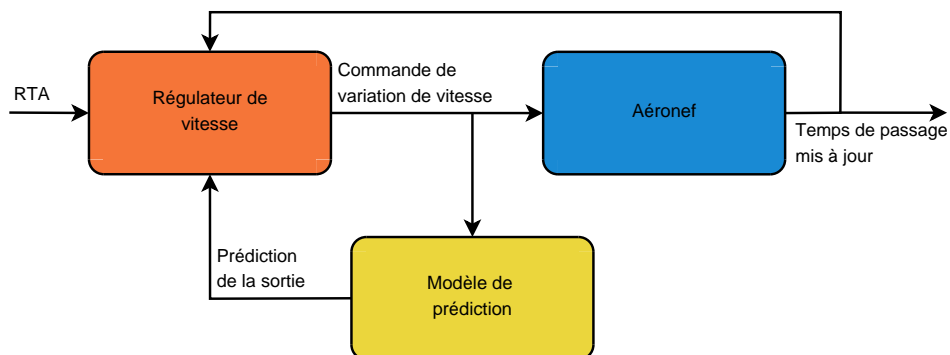 RTA
Régulateur de
vitesse
Commande de
variation de vitesse
Aéronef
Temps de passage
mis à jour
Prédiction
de la sortie
Modèle de
prédiction